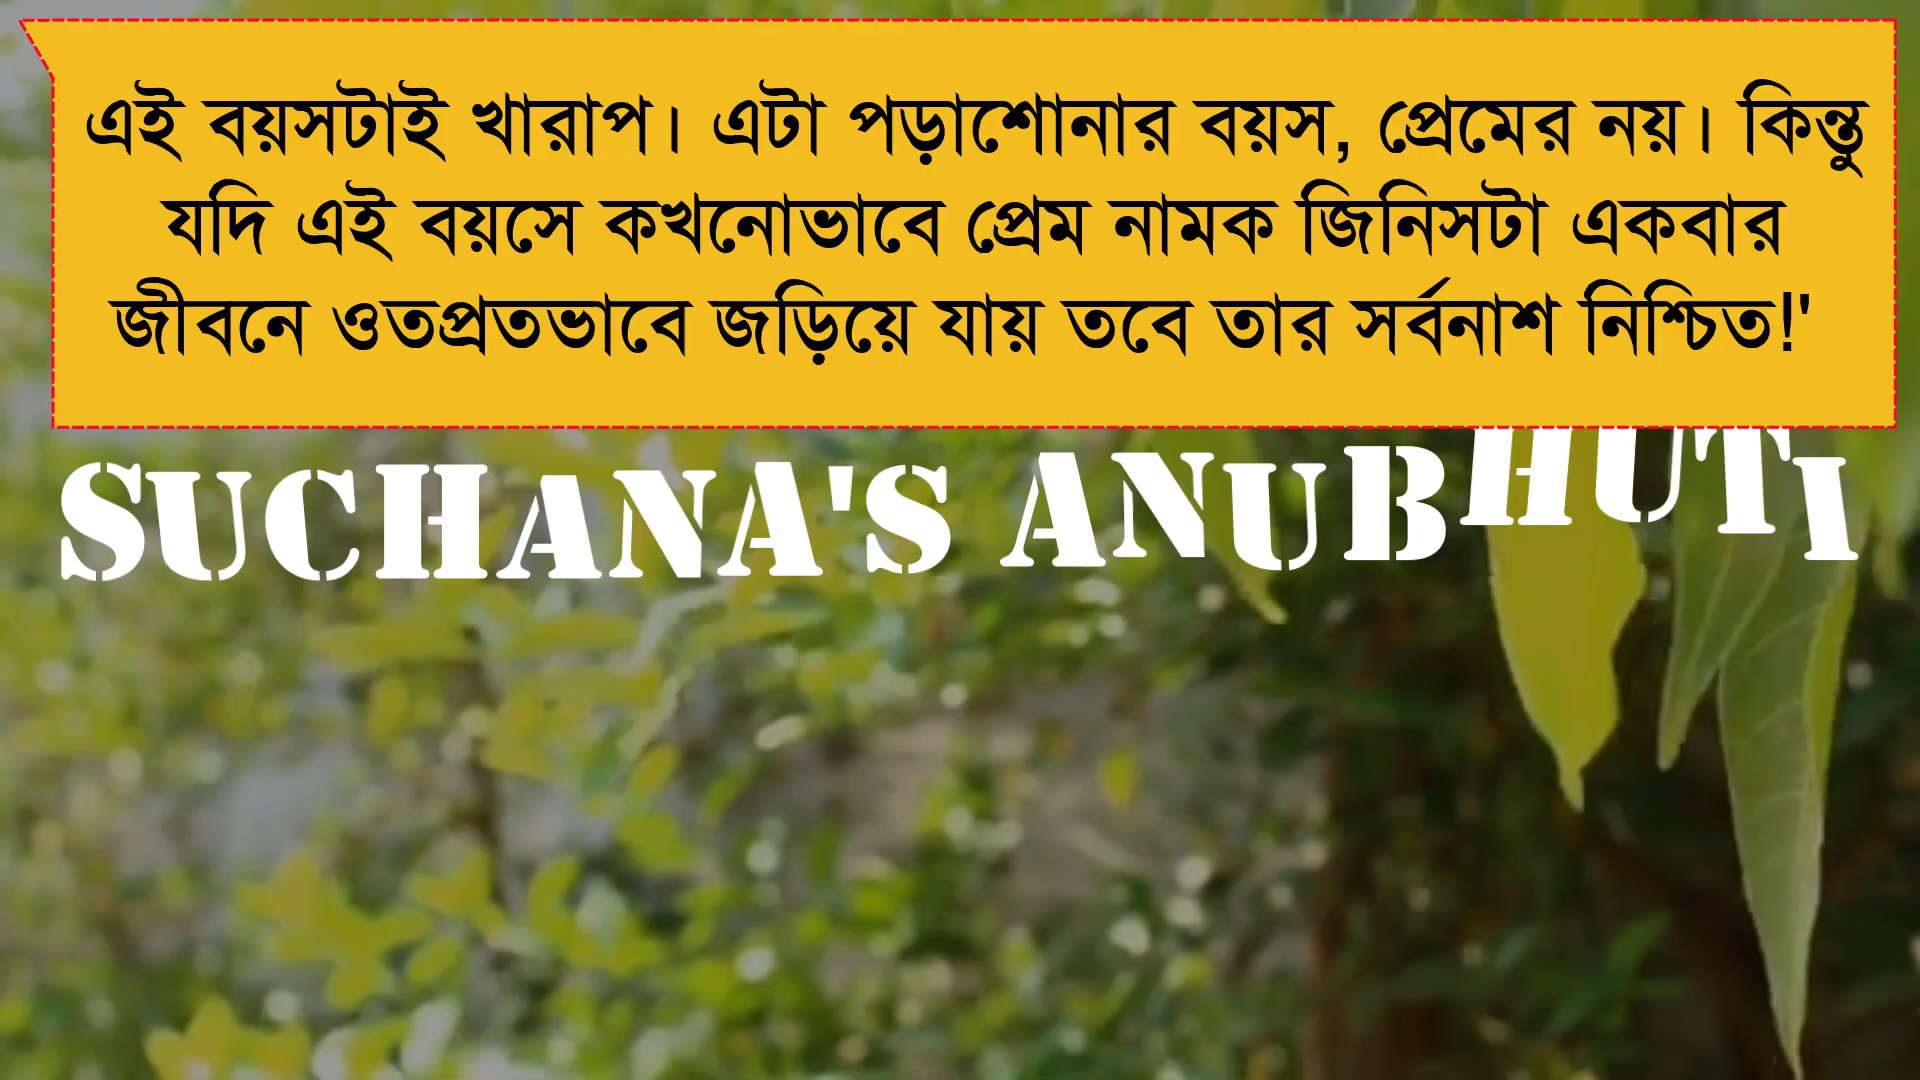 এই বয়সটাই খারাপ। এটা পড়াশোনার বয়স, প্রেমের নয়। কিন্তু
যদি এই বয়সে কখনোভাবে প্রেম নামক জিনিসটা একবার
জীবনে ওতপ্রতভাবে জড়িয়ে যায় তবে তার সর্বনাশ নিশ্চিত!'
SUCHANA'S ANUBHUTI